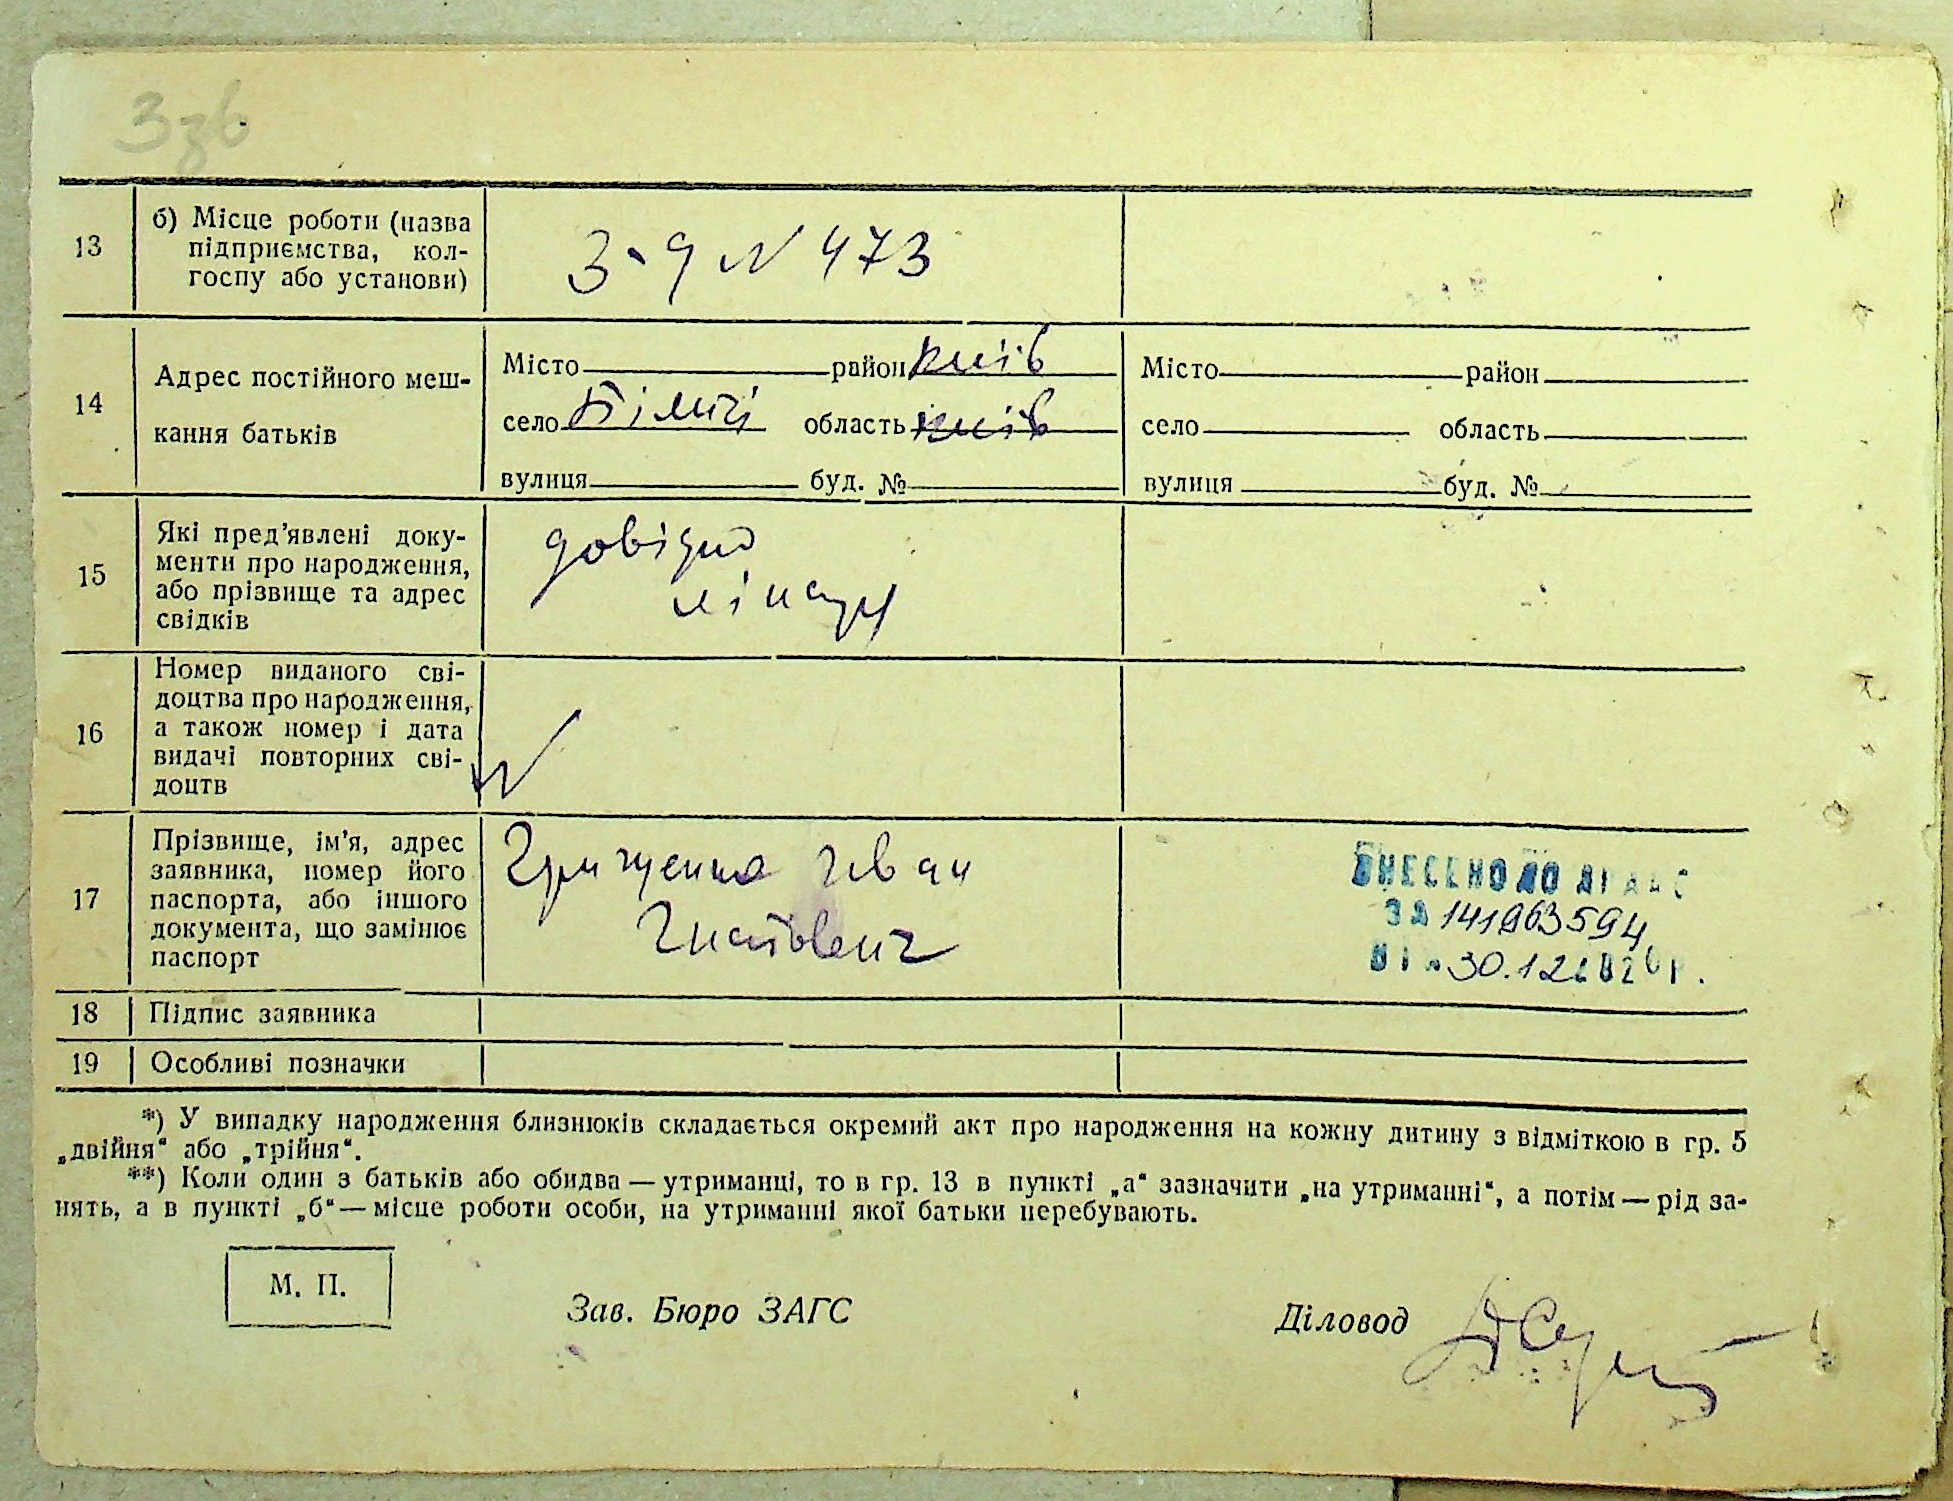 Ззв
13
б) Місце роботи (назва
підприємства, кол-
госпу або установи)
З-д N 473
14
Адрес постійного меш-
кання батьків
Місто район Київ
село Біличі область Київ
вулиця буд. №
Місто район
село область
вулиця буд. №
15
Які пред’явлені доку-
менти про народження,
або прізвище та адрес
свідків
довідка
лікаря
16
Номер виданого сві-
доцтва про народження,
а також номер і дата
видачі повторних сві-
доцтв
17
Прізвище, ім’я, адрес
заявника, номер його
паспорта, або іншого
документа, що замінює
паспорт
Грищенко Іван
Гнатович
ВНЕСЕНО ДО ДРАЦС
ЗА 141963594
ВІД 30.12.2020 р.
18 Підпис заявника
19 Особливі позначки
*) У випадку народження близнюків складається окремий акт про народження на кожну дитину з відміткою в гр. 5
„двійня“ або „трійня“.
**) Коли один з батьків або обидва — утриманці, то в гр. 13 в пункті „а“ зазначити „на утриманні“, а потім — рід за-
нять, а в пункті „б“ — місце роботи особи, на утриманні якої батьки перебувають.
М. П.
Зав. Бюро ЗАГС
Діловод